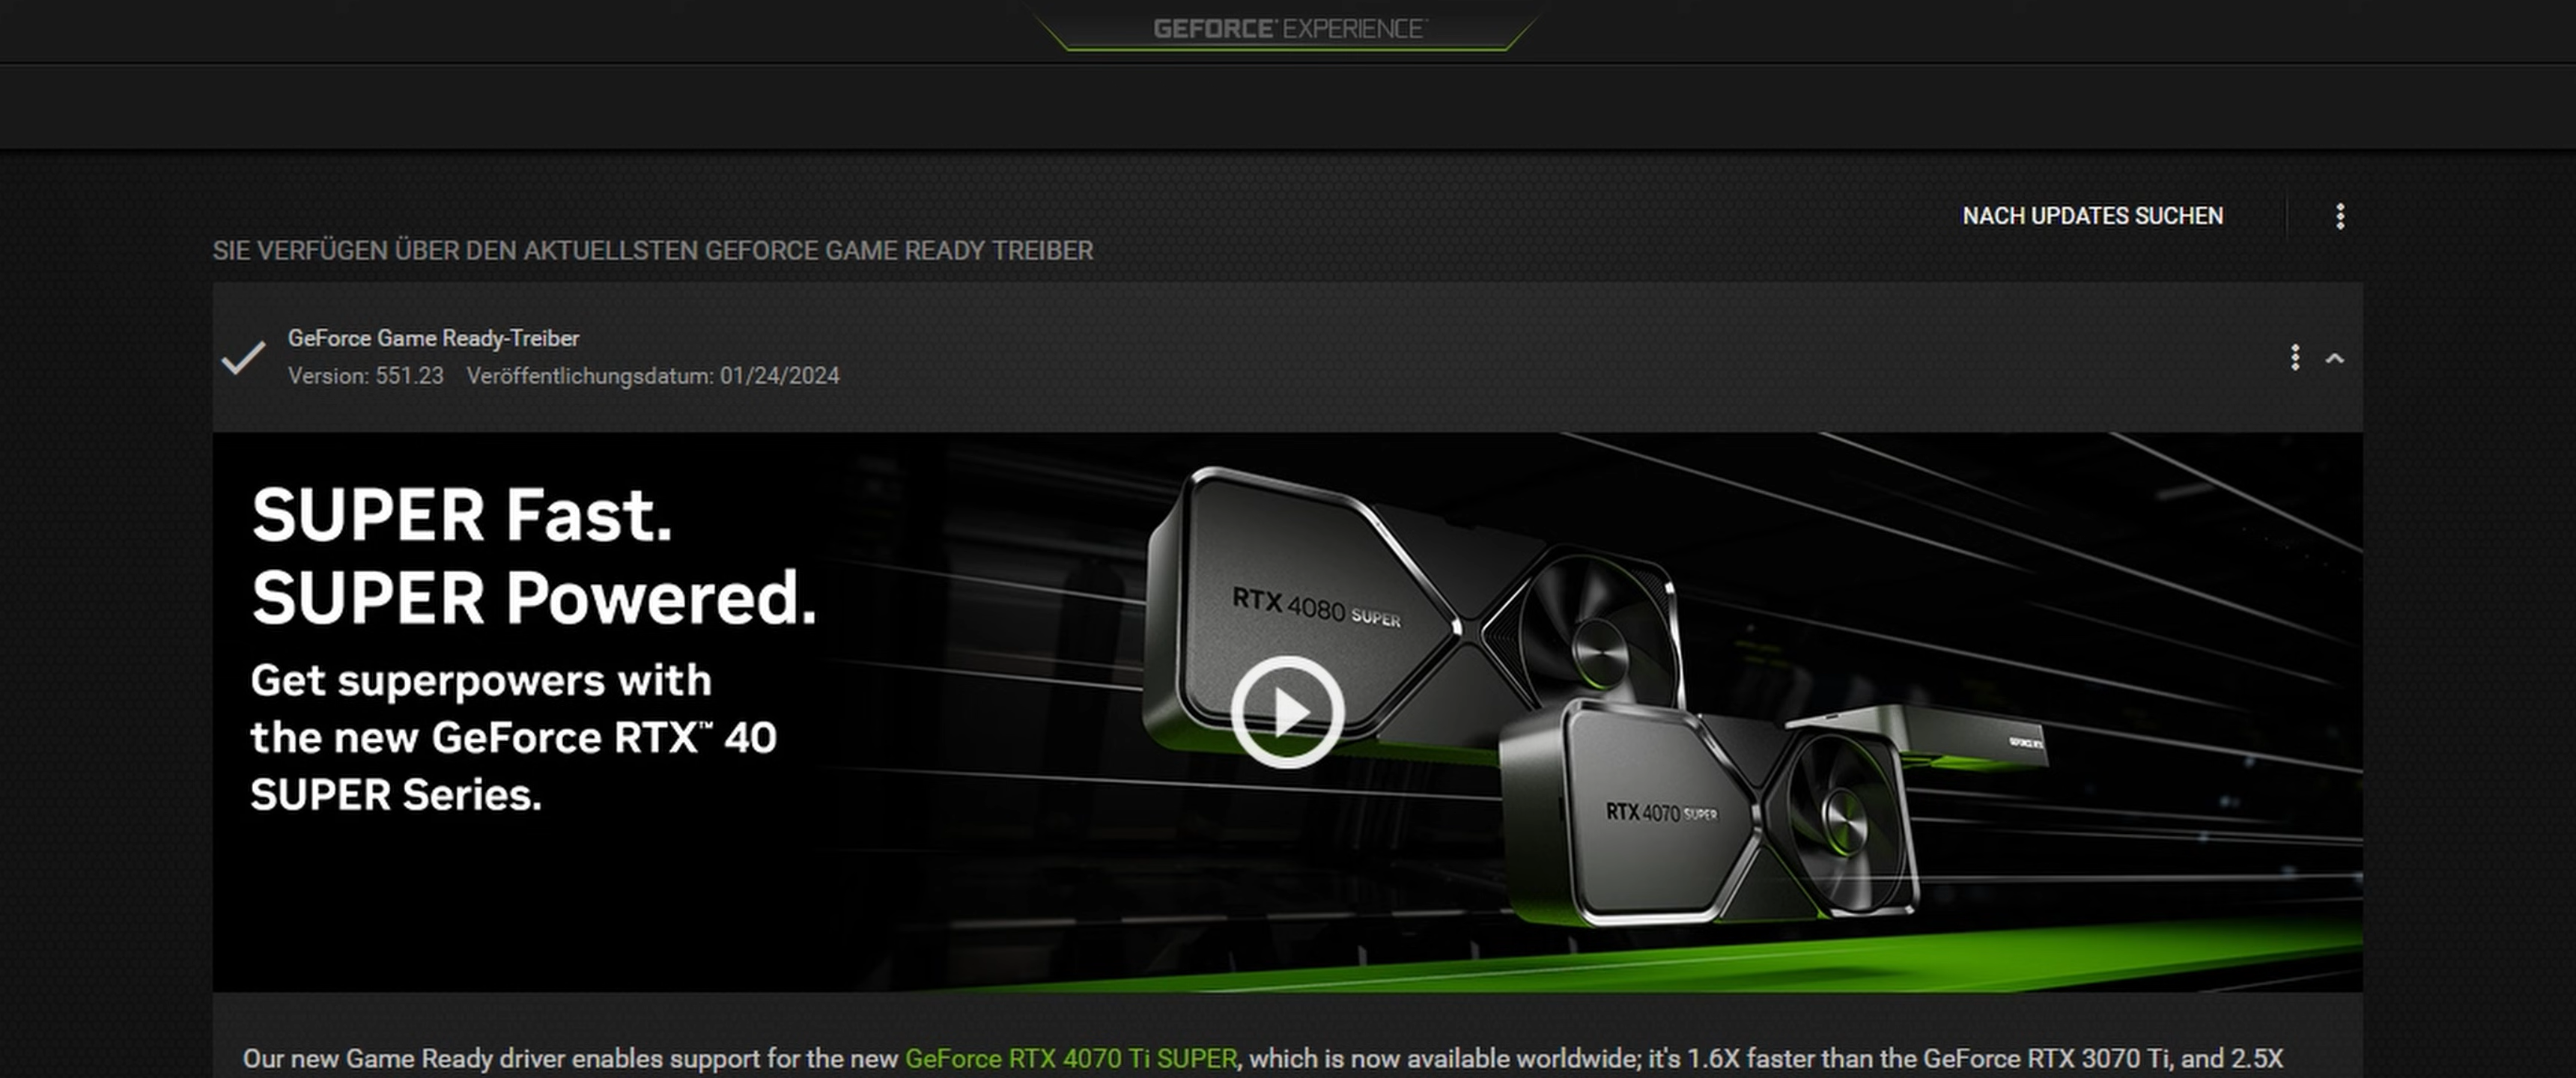 GEFORCE EXPERIENCE
NACH UPDATES SUCHEN
SIE VERFÜGEN ÜBER DEN AKTUELLSTEN GEFORCE GAME READY TREIBER
GeForce Game Ready-Treiber
Version: 551.23 Veröffentlichungsdatum: 01/24/2024
SUPER Fast.
SUPER Powered.
Get superpowers with
the new GeForce RTX™ 40
SUPER Series.
RTX 4080 SUPER
RTX 4070 SUPER
GEFORCE RTX
Our new Game Ready driver enables support for the new GeForce RTX 4070 Ti SUPER, which is now available worldwide; it's 1.6X faster than the GeForce RTX 3070 Ti, and 2.5X